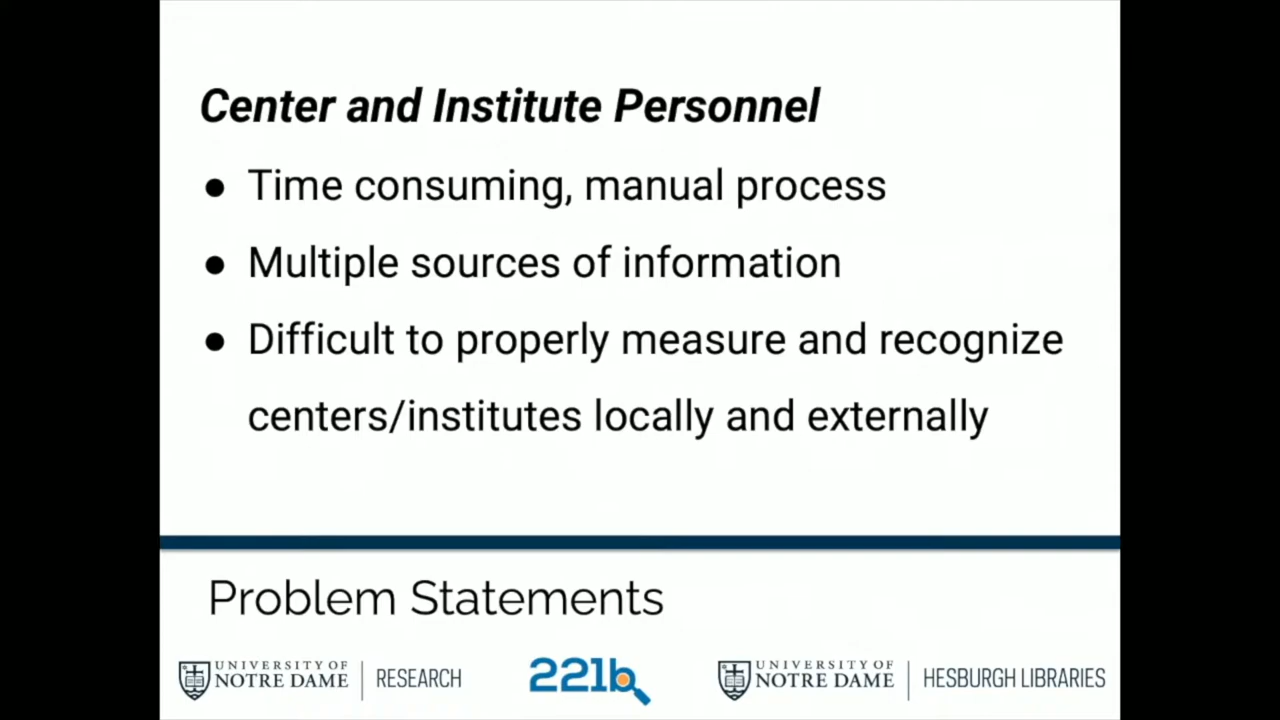 Center and Institute Personnel
● Time consuming, manual process
● Multiple sources of information
● Difficult to properly measure and recognize
centers/institutes locally and externally
Problem Statements
UNIVERSITY OF
NOTRE DAME
RESEARCH
221b
UNIVERSITY OF
NOTRE DAME
HESBURGH LIBRARIES